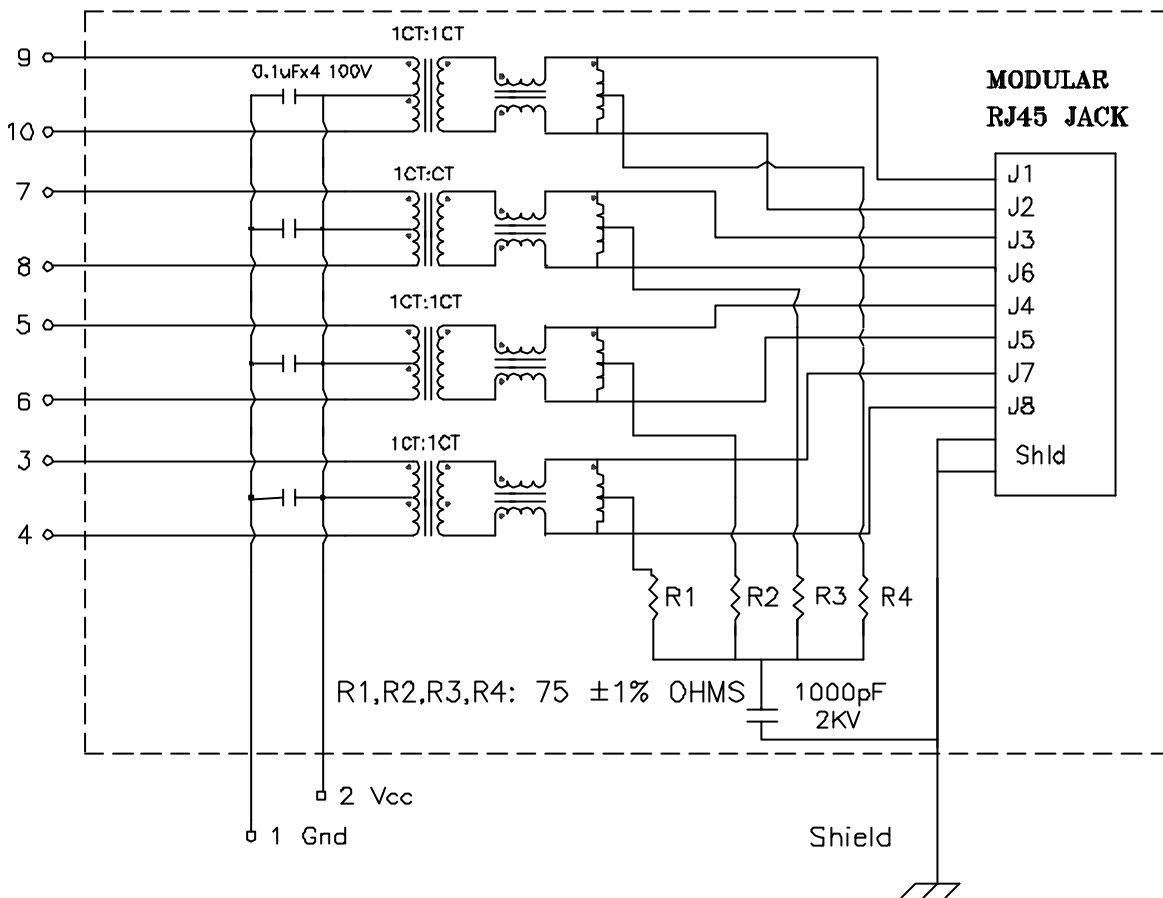 1CT:1CT
9
0.1uFx4 100V
MODULAR
RJ45 JACK
10
1CT:CT
7
J1
J2
J3
8
J6
1CT:1CT
J4
5
J5
J7
6
J8
1CT:1CT
3
Shld
4
R1
R2
R3
R4
R1,R2,R3,R4: 75 ±1% OHMS
1000pF
2KV
2 Vcc
1 Gnd
Shield